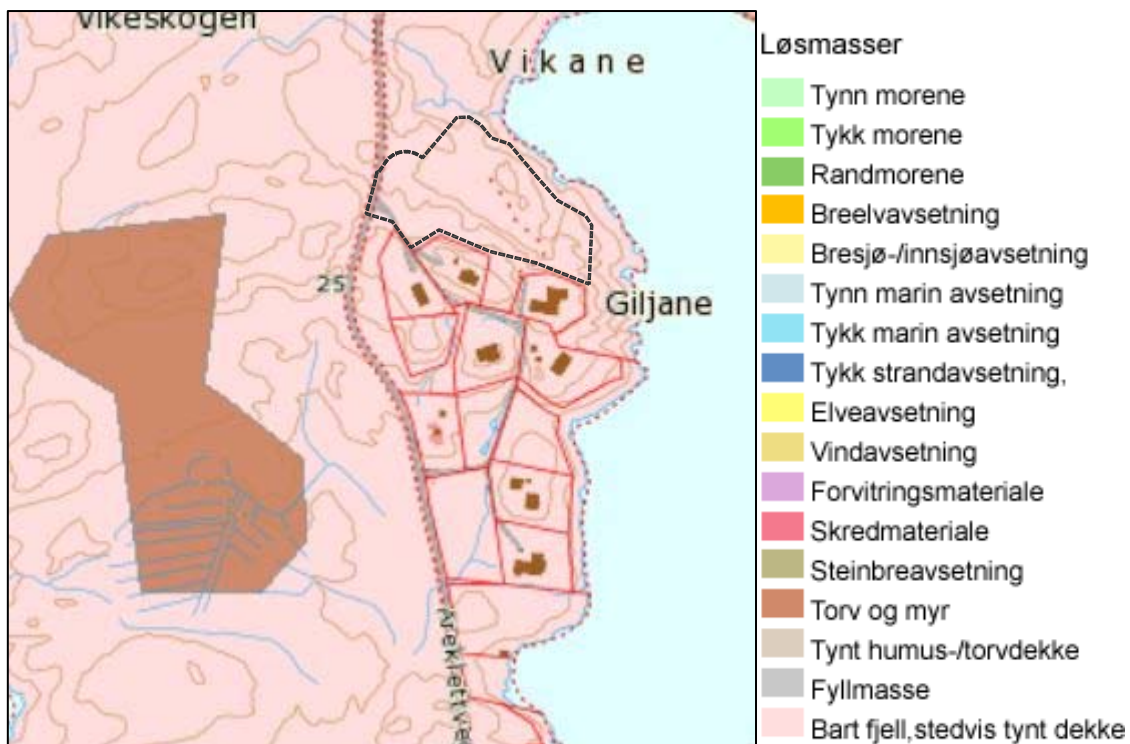 Vikeskogen
Vikane
25
Giljane
Løsmasser
Tynn morene
Tykk morene
Randmorene
Breelvavsetning
Bresjø-/innsjøavsetning
Tynn marin avsetning
Tykk marin avsetning
Tykk strandavsetning,
Elveavsetning
Vindavsetning
Forvitringsmateriale
Skredmateriale
Steinbreavsetning
Torv og myr
Tynt humus-/torvdekke
Fyllmasse
Bart fjell,stedvis tynt dekke